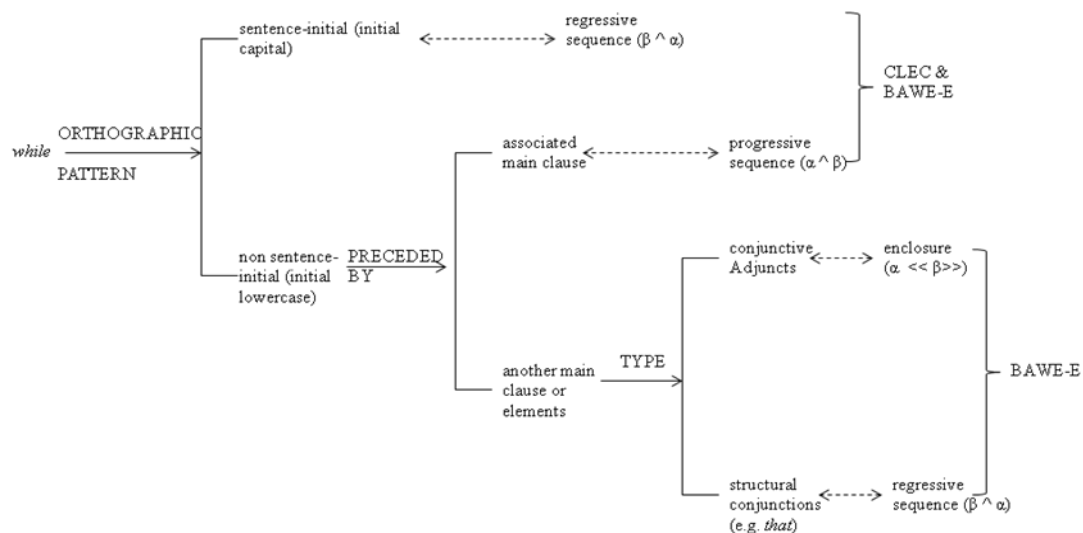 sentence-initial (initial
capital)
regressive
sequence (β ^ α)
CLEC &
BAWE-E
while
ORTHOGRAPHIC
PATTERN
associated
main clause
progressive
sequence (α ^ β)
non sentence-
initial (initial
lowercase)
PRECEDED
BY
conjunctive
Adjuncts
enclosure
(α << β>>)
another main
clause or
elements
TYPE
BAWE-E
structural
conjunctions
(e.g. that)
regressive
sequence (β ^ α)